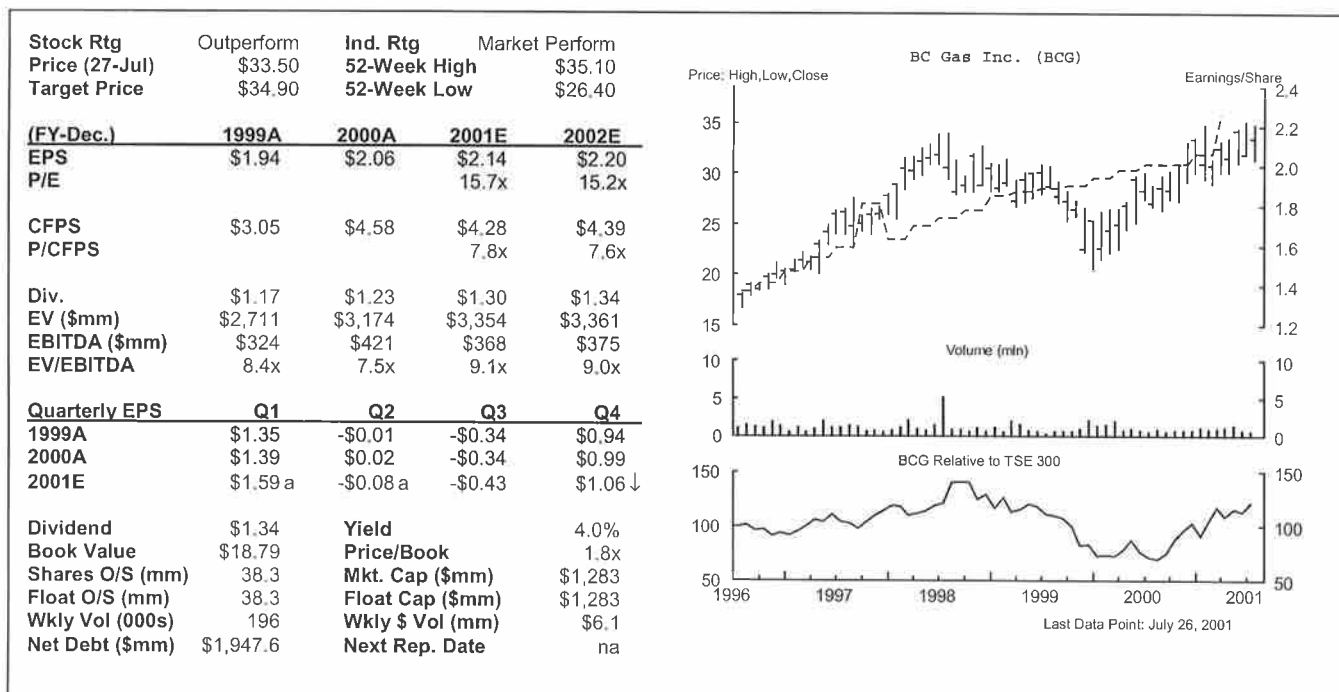 Stock Rtg Outperform Ind. Rtg Market Perform
Price (27-Jul) $33.50 52-Week High $35.10
Target Price $34.90 52-Week Low $26.40
(FY-Dec.) 1999A 2000A 2001E 2002E
EPS $1.94 $2.06 $2.14 $2.20
P/E 15.7x 15.2x
CFPS $3.05 $4.58 $4.28 $4.39
P/CFPS 7.8x 7.6x
Div. $1.17 $1.23 $1.30 $1.34
EV ($mm) $2,711 $3,174 $3,354 $3,361
EBITDA ($mm) $324 $421 $368 $375
EV/EBITDA 8.4x 7.5x 9.1x 9.0x
Quarterly EPS Q1 Q2 Q3 Q4
1999A $1.35 -$0.01 -$0.34 $0.94
2000A $1.39 $0.02 -$0.34 $0.99
2001E $1.59 a -$0.08 a -$0.43 $1.06 ↓
Dividend $1.34 Yield 4.0%
Book Value $18.79 Price/Book 1.8x
Shares O/S (mm) 38.3 Mkt. Cap ($mm) $1,283
Float O/S (mm) 38.3 Float Cap ($mm) $1,283
Wkly Vol (000s) 196 Wkly $ Vol (mm) $6.1
Net Debt ($mm) $1,947.6 Next Rep. Date na
BC Gas Inc. (BCG)
Price: High,Low,Close Earnings/Share
2.4
35 2.2
30 2.0
25 1.8
20 1.6
1.4
15 1.2
Volume (mln)
10 10
5 5
0 0
BCG Relative to TSE 300
150 150
100 100
50 50
1996 1997 1998 1999 2000 2001
Last Data Point: July 26, 2001